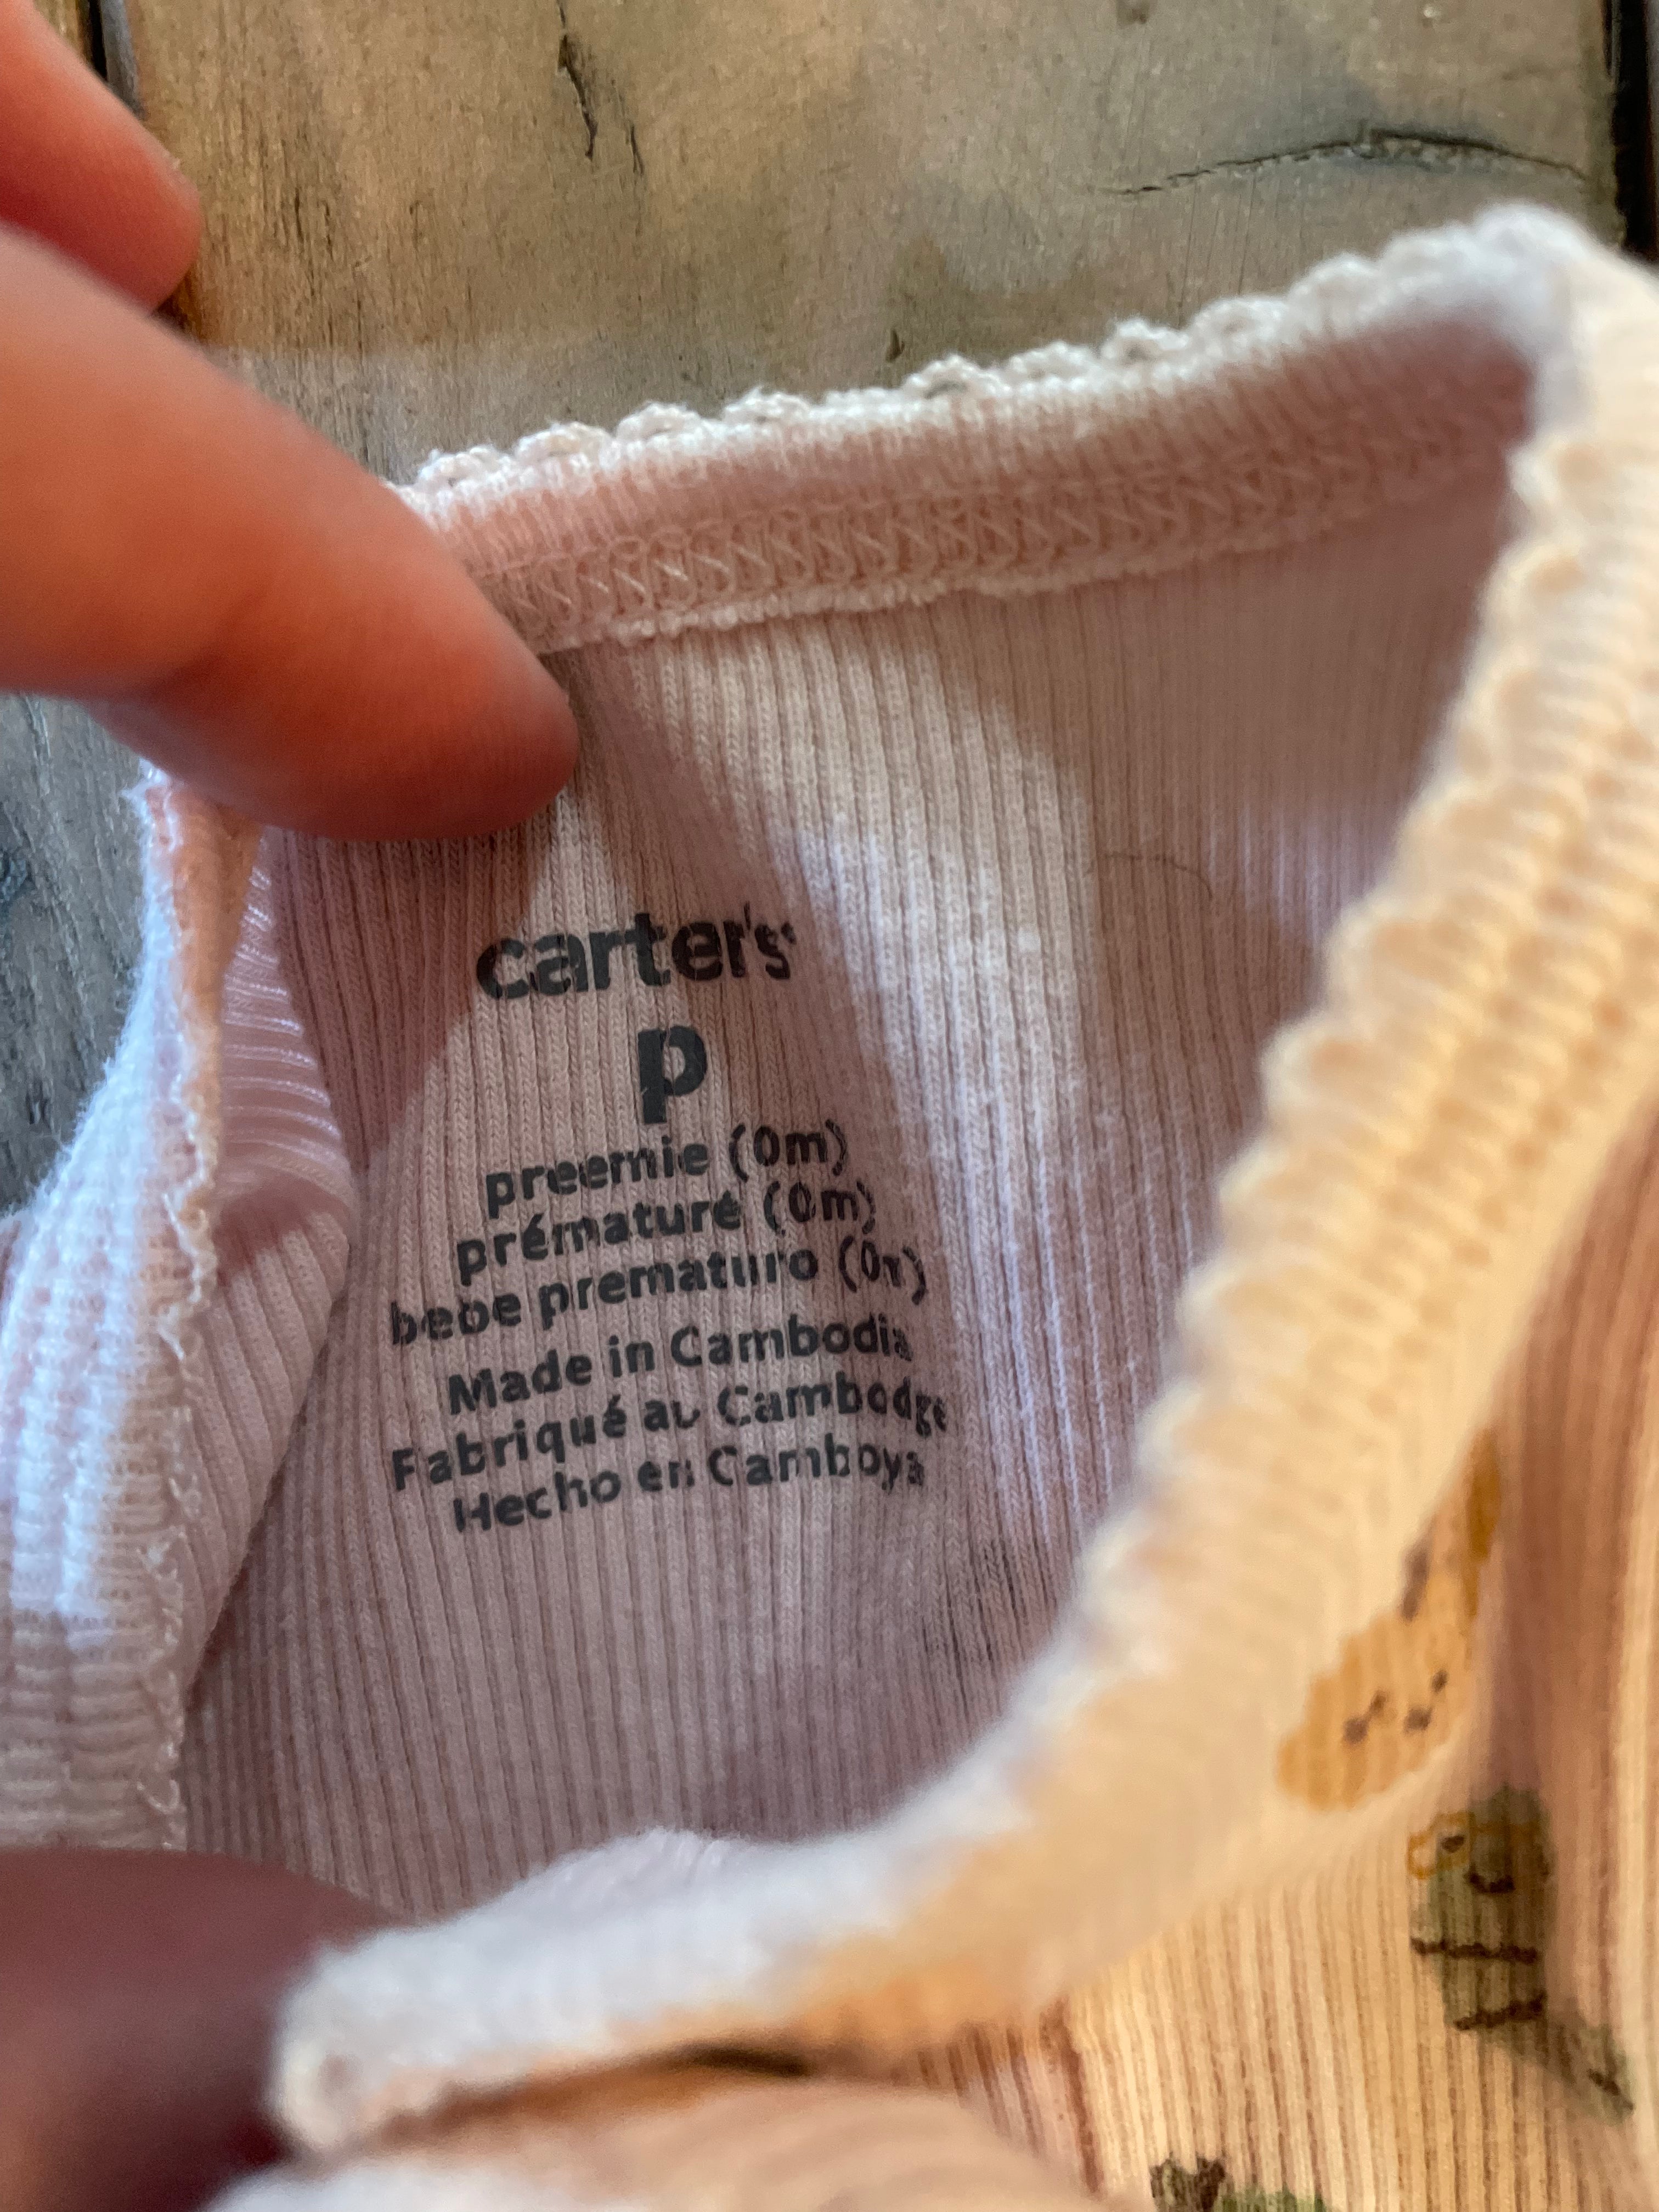 carter's
p
preemie (0m)
prématuré (0m)
bebe prematuro (0m)
Made in Cambodia
Fabriqué au Cambodge
Hecho en Camboya